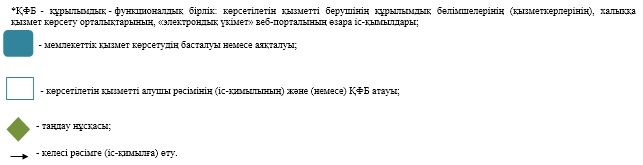 *ҚФБ - құрылымдық - функционалдық бірлік: көрсетілетін қызметті берушінің құрылымдық бөлімшелерінің (қызметкерлерінің), халыққа
қызмет көрсету орталықтарының, «электрондық үкімет» веб-порталының өзара іс-қымылдары;
- мемлекеттік қызмет көрсетудің басталуы немесе аяқталуы;
- көрсетілетін қызметті алушы рәсімінің (іс-қимылының) және (немесе) ҚФБ атауы;
- таңдау нұсқасы;
- келесі рәсімге (іс-қимылға) өту.